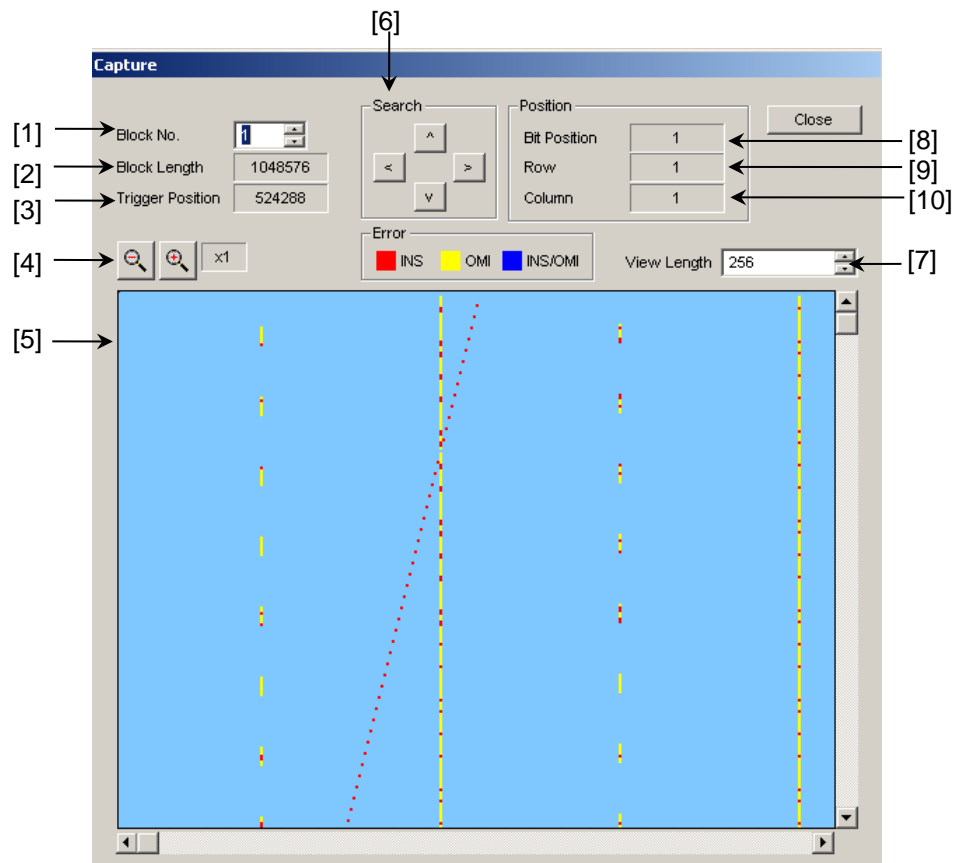 [6]
Capture
Search
Position
Close
[1]
Block No. 1
^
Bit Position 1
[8]
[2]
Block Length 1048576
< >
Row 1
[9]
[3]
Trigger Position 524288
v
Column 1
[10]
Error
[4]
x1
INS OMI INS/OMI
View Length 256
[7]
[5]